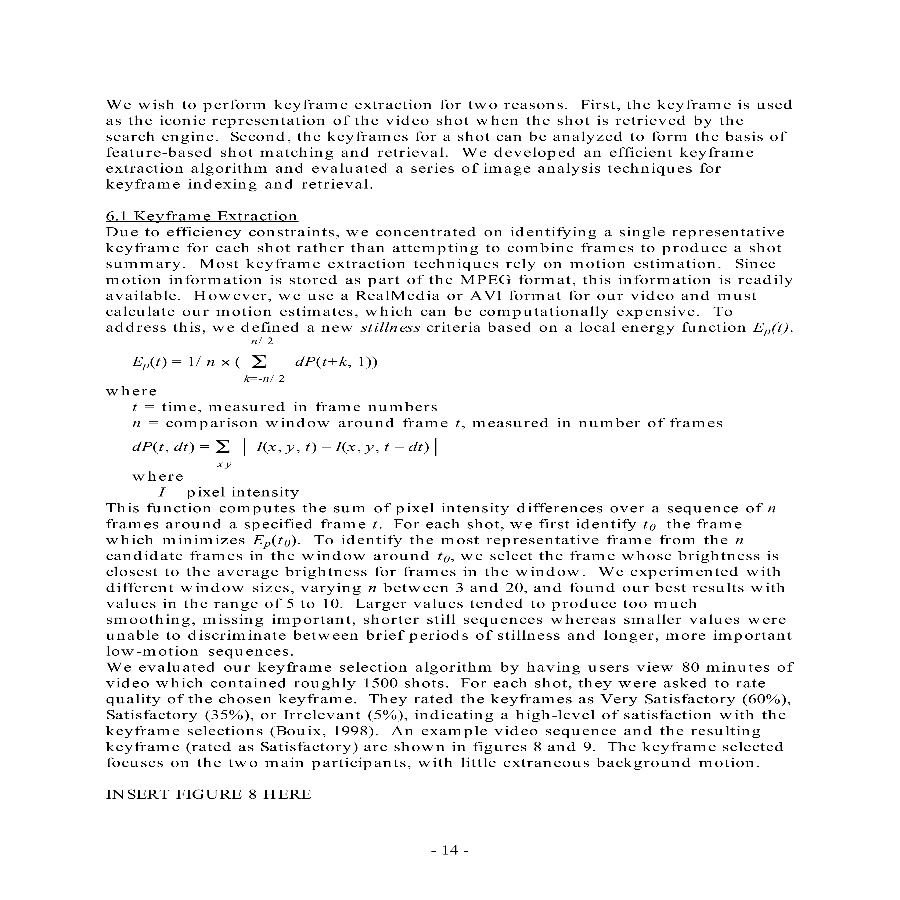 We wish to perform keyframe extraction for two reasons.  First, the keyframe is used
as the iconic representation of the video shot when the shot is retrieved by the
search engine.  Second, the keyframes for a shot can be analyzed to form the basis of
feature-based shot matching and retrieval.  We developed an efficient keyframe
extraction algorithm and evaluated a series of image analysis techniques for
keyframe indexing and retrieval.
6.1 Keyframe Extraction
Due to efficiency constraints, we concentrated on identifying a single representative
keyframe for each shot rather than attempting to combine frames to produce a shot
summary.  Most keyframe extraction techniques rely on motion estimation.  Since
motion information is stored as part of the MPEG format, this information is readily
available.  However, we use a RealMedia or AVI format for our video and must
calculate our motion estimates, which can be computationally expensive.  To
address this, we defined a new stillness criteria based on a local energy function Ep(t).
n/2
Ep(t) = 1/n × ( Σ dP(t+k, 1))
k=-n/2
where
t = time, measured in frame numbers
n = comparison window around frame t, measured in number of frames
dP(t, dt) = Σ | I(x, y, t) – I(x, y, t – dt) |
x y
where
I   pixel intensity
This function computes the sum of pixel intensity differences over a sequence of n
frames around a specified frame t.  For each shot, we first identify t0 the frame
which minimizes Ep(t0).  To identify the most representative frame from the n
candidate frames in the window around t0, we select the frame whose brightness is
closest to the average brightness for frames in the window.  We experimented with
different window sizes, varying n between 3 and 20, and found our best results with
values in the range of 5 to 10.  Larger values tended to produce too much
smoothing, missing important, shorter still sequences whereas smaller values were
unable to discriminate between brief periods of stillness and longer, more important
low-motion sequences.
We evaluated our keyframe selection algorithm by having users view 80 minutes of
video which contained roughly 1500 shots.  For each shot, they were asked to rate
quality of the chosen keyframe.  They rated the keyframes as Very Satisfactory (60%),
Satisfactory (35%), or Irrelevant (5%), indicating a high-level of satisfaction with the
keyframe selections (Bouix, 1998).  An example video sequence and the resulting
keyframe (rated as Satisfactory) are shown in figures 8 and 9.  The keyframe selected
focuses on the two main participants, with little extraneous background motion.
INSERT FIGURE 8 HERE
- 14 -